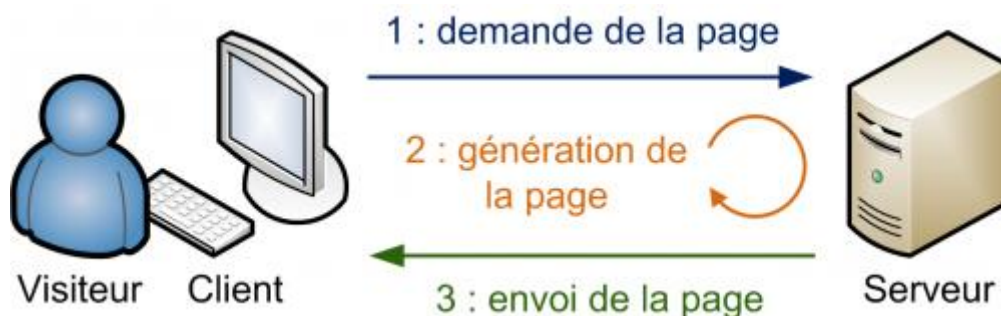 1 : demande de la page
2 : génération de
la page
3 : envoi de la page
Visiteur
Client
Serveur